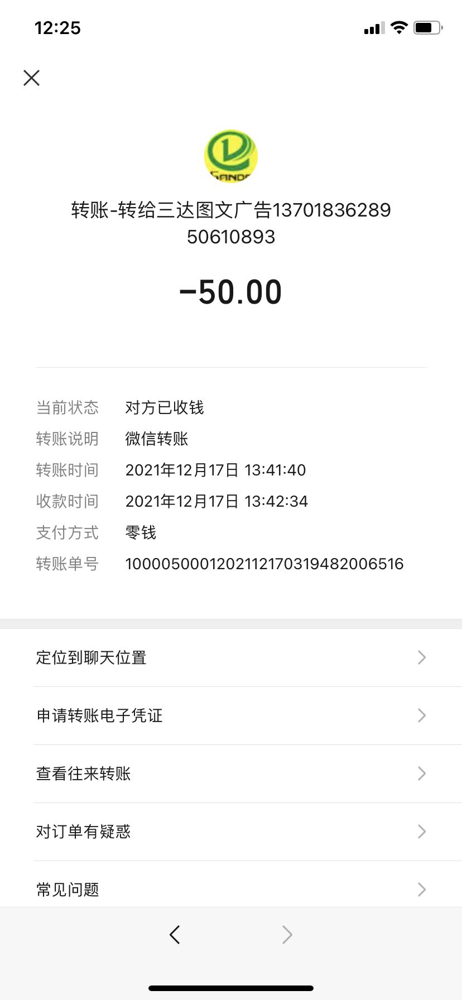 12:25
SANDA
转账-转给三达图文广告13701836289
50610893
-50.00
当前状态 对方已收钱
转账说明 微信转账
转账时间 2021年12月17日 13:41:40
收款时间 2021年12月17日 13:42:34
支付方式 零钱
转账单号 1000050001202112170319482006516
定位到聊天位置
申请转账电子凭证
查看往来转账
对订单有疑惑
常见问题